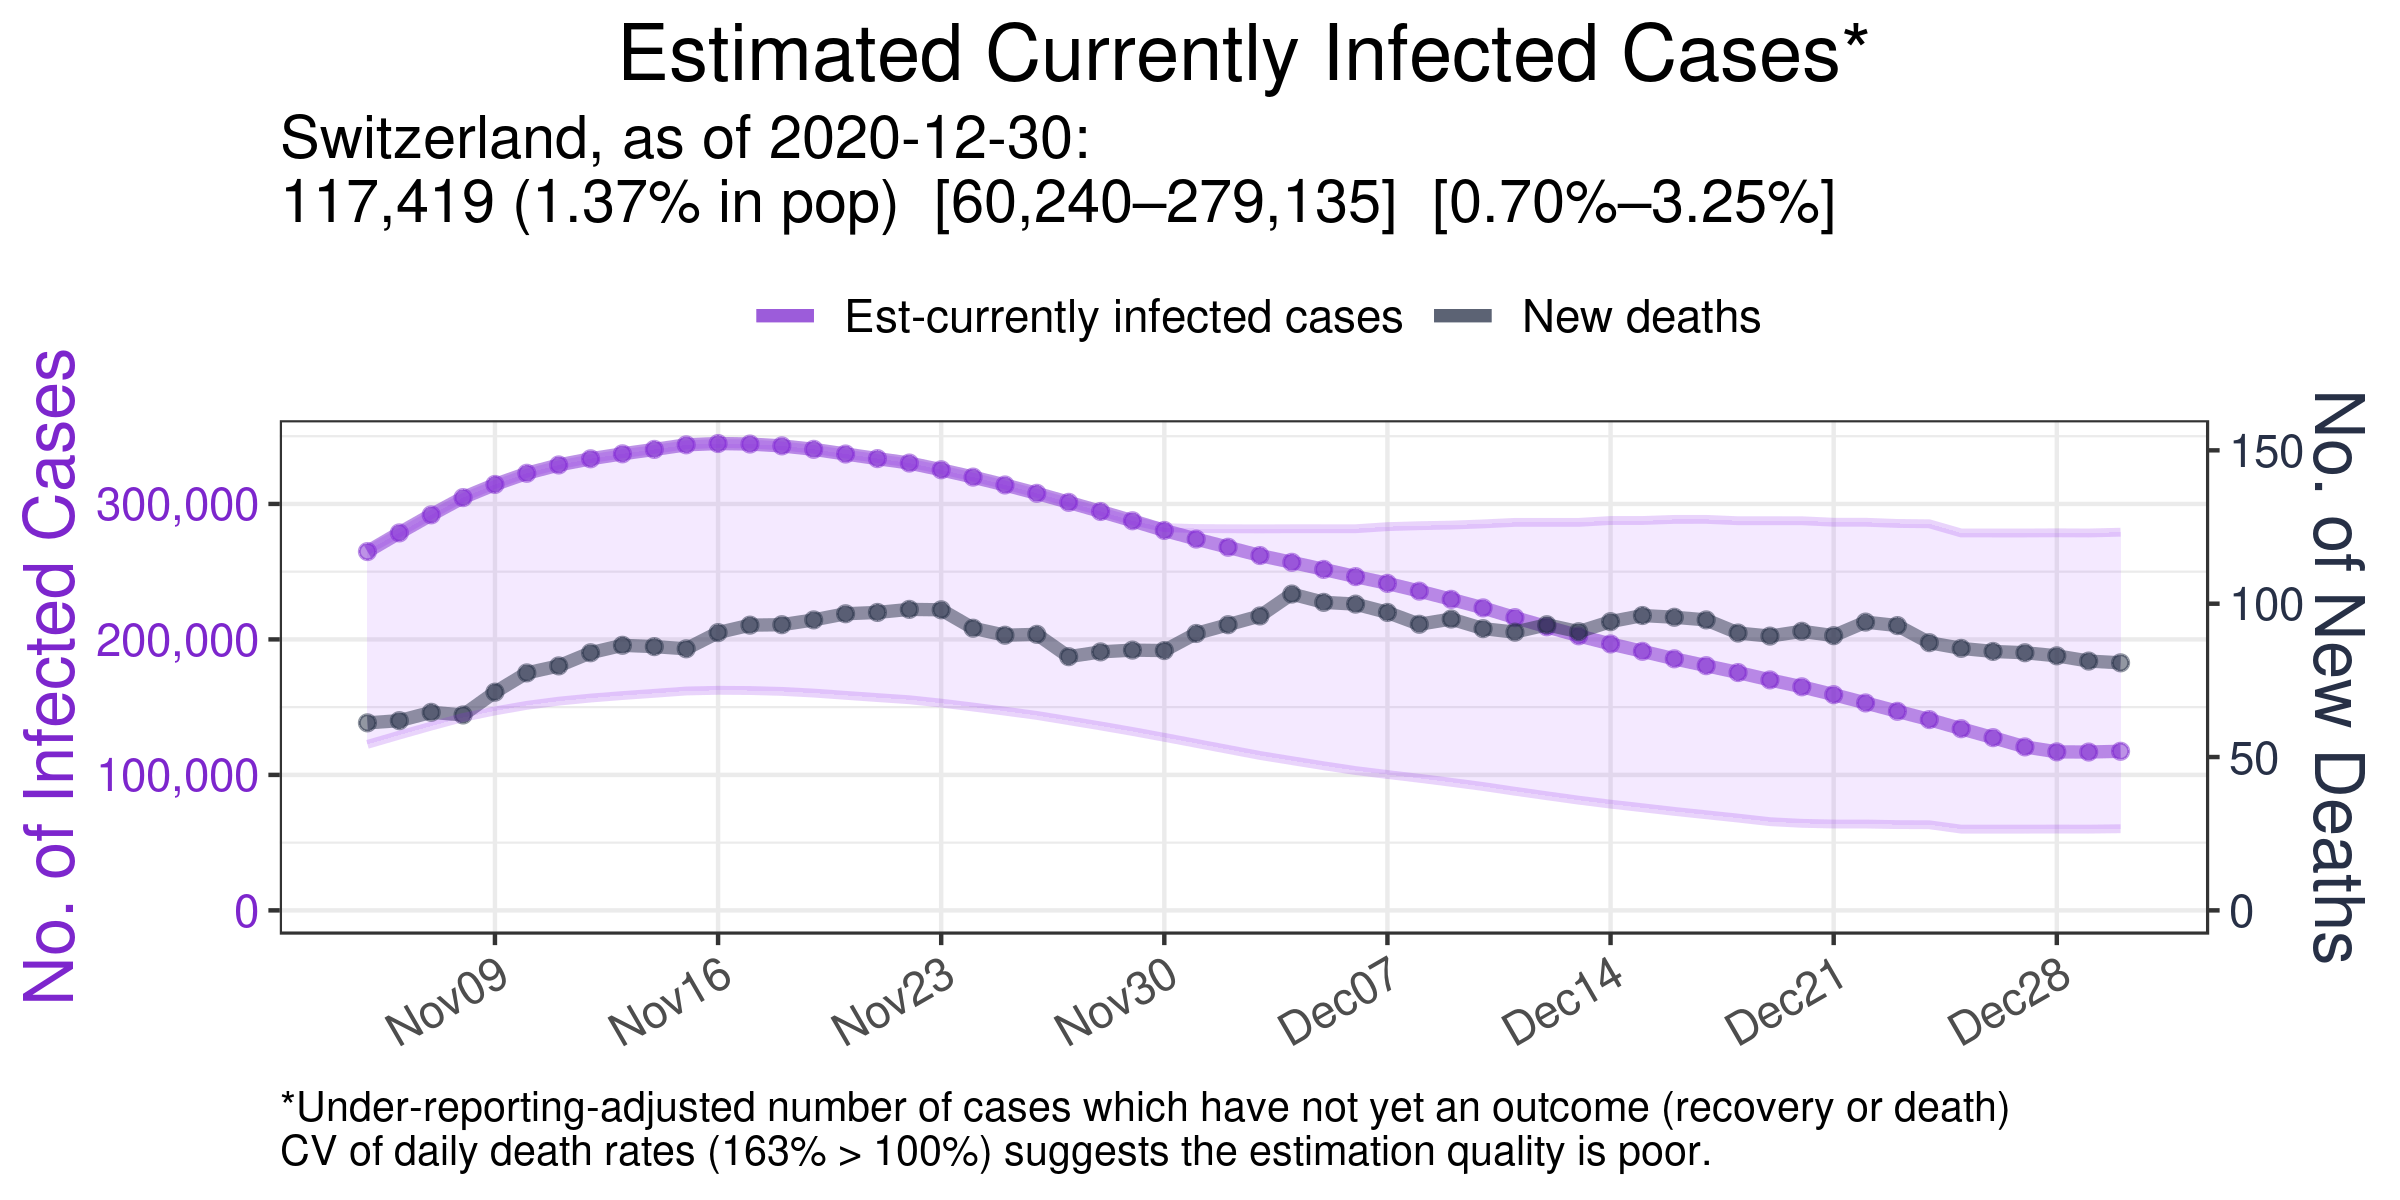 Estimated Currently Infected Cases*
Switzerland, as of 2020-12-30:
117,419 (1.37% in pop) [60,240–279,135] [0.70%–3.25%]
Est-currently infected cases New deaths
No. of Infected Cases
300,000
200,000
100,000
0
150
100
50
0
No. of New Deaths
Nov09 Nov16 Nov23 Nov30 Dec07 Dec14 Dec21 Dec28
*Under-reporting-adjusted number of cases which have not yet an outcome (recovery or death)
CV of daily death rates (163% > 100%) suggests the estimation quality is poor.